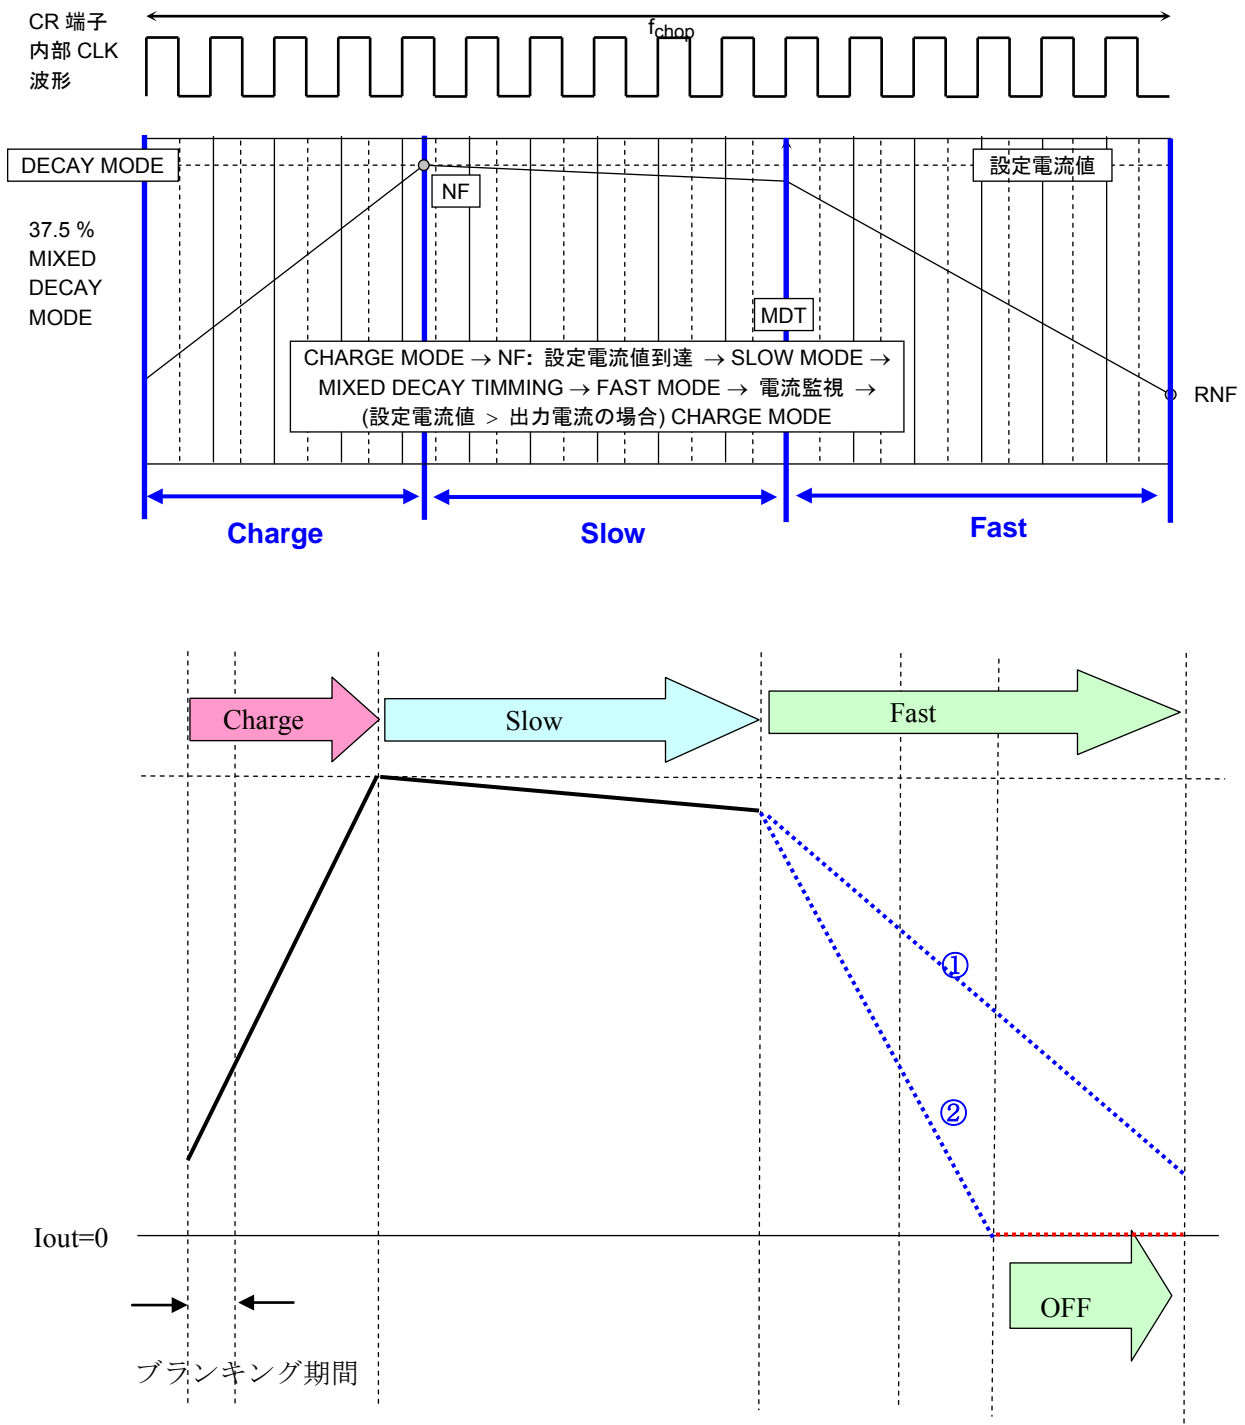 CR 端子
内部 CLK
波形
fchop
DECAY MODE
設定電流値
NF
37.5 %
MIXED
DECAY
MODE
MDT
CHARGE MODE → NF: 設定電流値到達 → SLOW MODE →
MIXED DECAY TIMMING → FAST MODE → 電流監視 →
(設定電流値 > 出力電流の場合) CHARGE MODE
RNF
Charge
Slow
Fast
Charge
Slow
Fast
①
②
Iout=0
OFF
ブランキング期間